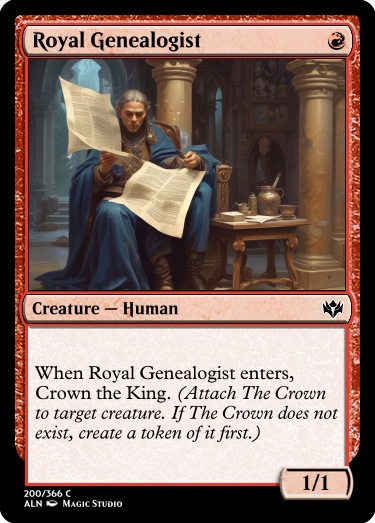 Royal Genealogist
Creature — Human
When Royal Genealogist enters,
Crown the King. (Attach The Crown
to target creature. If The Crown does not
exist, create a token of it first.)
1/1
200/366 C
ALN Magic Studio